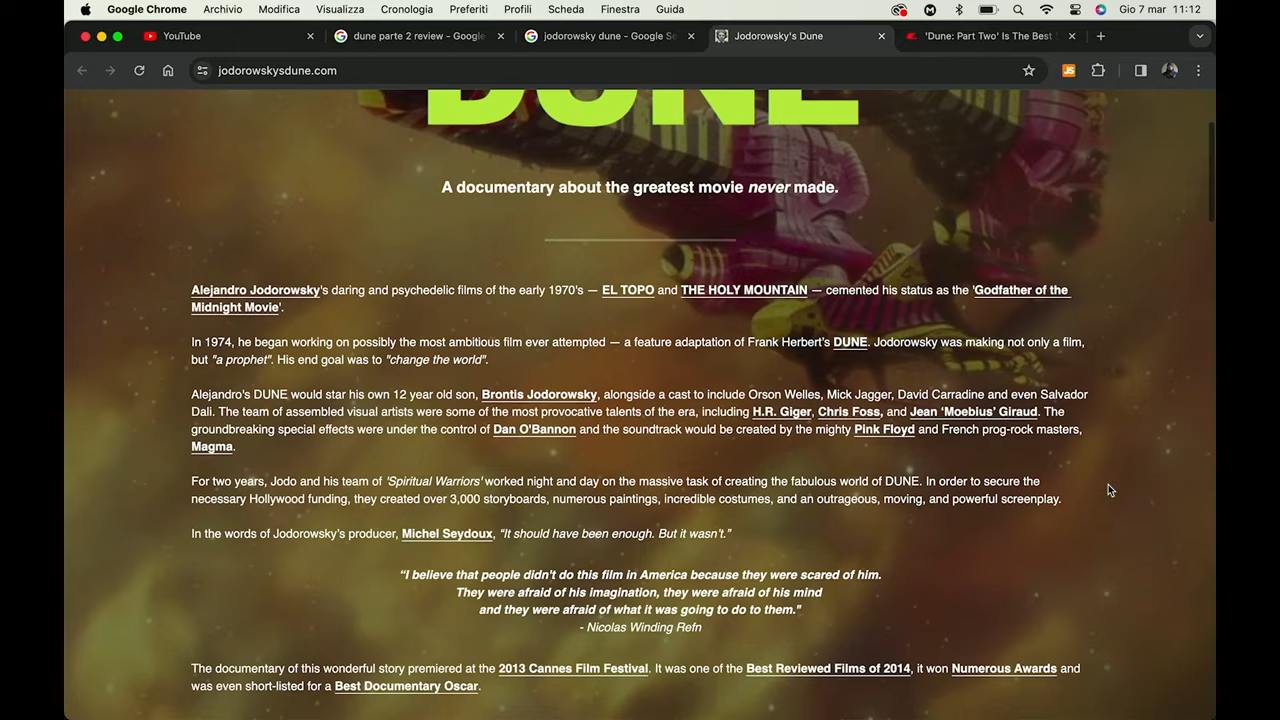 Google Chrome Archivio Modifica Visualizza Cronologia Preferiti Profili Scheda Finestra Guida Gio 7 mar 11:12
YouTube dune parte 2 review - Google jodorowsky dune - Google Se Jodorowsky's Dune 'Dune: Part Two' Is The Best
jodorowskysdune.com JS
DUNE
A documentary about the greatest movie never made.
Alejandro Jodorowsky's daring and psychedelic films of the early 1970's — EL TOPO and THE HOLY MOUNTAIN — cemented his status as the 'Godfather of the
Midnight Movie'.
In 1974, he began working on possibly the most ambitious film ever attempted — a feature adaptation of Frank Herbert's DUNE. Jodorowsky was making not only a film,
but "a prophet". His end goal was to "change the world".
Alejandro's DUNE would star his own 12 year old son, Brontis Jodorowsky, alongside a cast to include Orson Welles, Mick Jagger, David Carradine and even Salvador
Dali. The team of assembled visual artists were some of the most provocative talents of the era, including H.R. Giger, Chris Foss, and Jean ‘Moebius’ Giraud. The
groundbreaking special effects were under the control of Dan O'Bannon and the soundtrack would be created by the mighty Pink Floyd and French prog-rock masters,
Magma.
For two years, Jodo and his team of 'Spiritual Warriors' worked night and day on the massive task of creating the fabulous world of DUNE. In order to secure the
necessary Hollywood funding, they created over 3,000 storyboards, numerous paintings, incredible costumes, and an outrageous, moving, and powerful screenplay.
In the words of Jodorowsky's producer, Michel Seydoux, “It should have been enough. But it wasn't.”
“I believe that people didn't do this film in America because they were scared of him.
They were afraid of his imagination, they were afraid of his mind
and they were afraid of what it was going to do to them."
- Nicolas Winding Refn
The documentary of this wonderful story premiered at the 2013 Cannes Film Festival. It was one of the Best Reviewed Films of 2014, it won Numerous Awards and
was even short-listed for a Best Documentary Oscar.